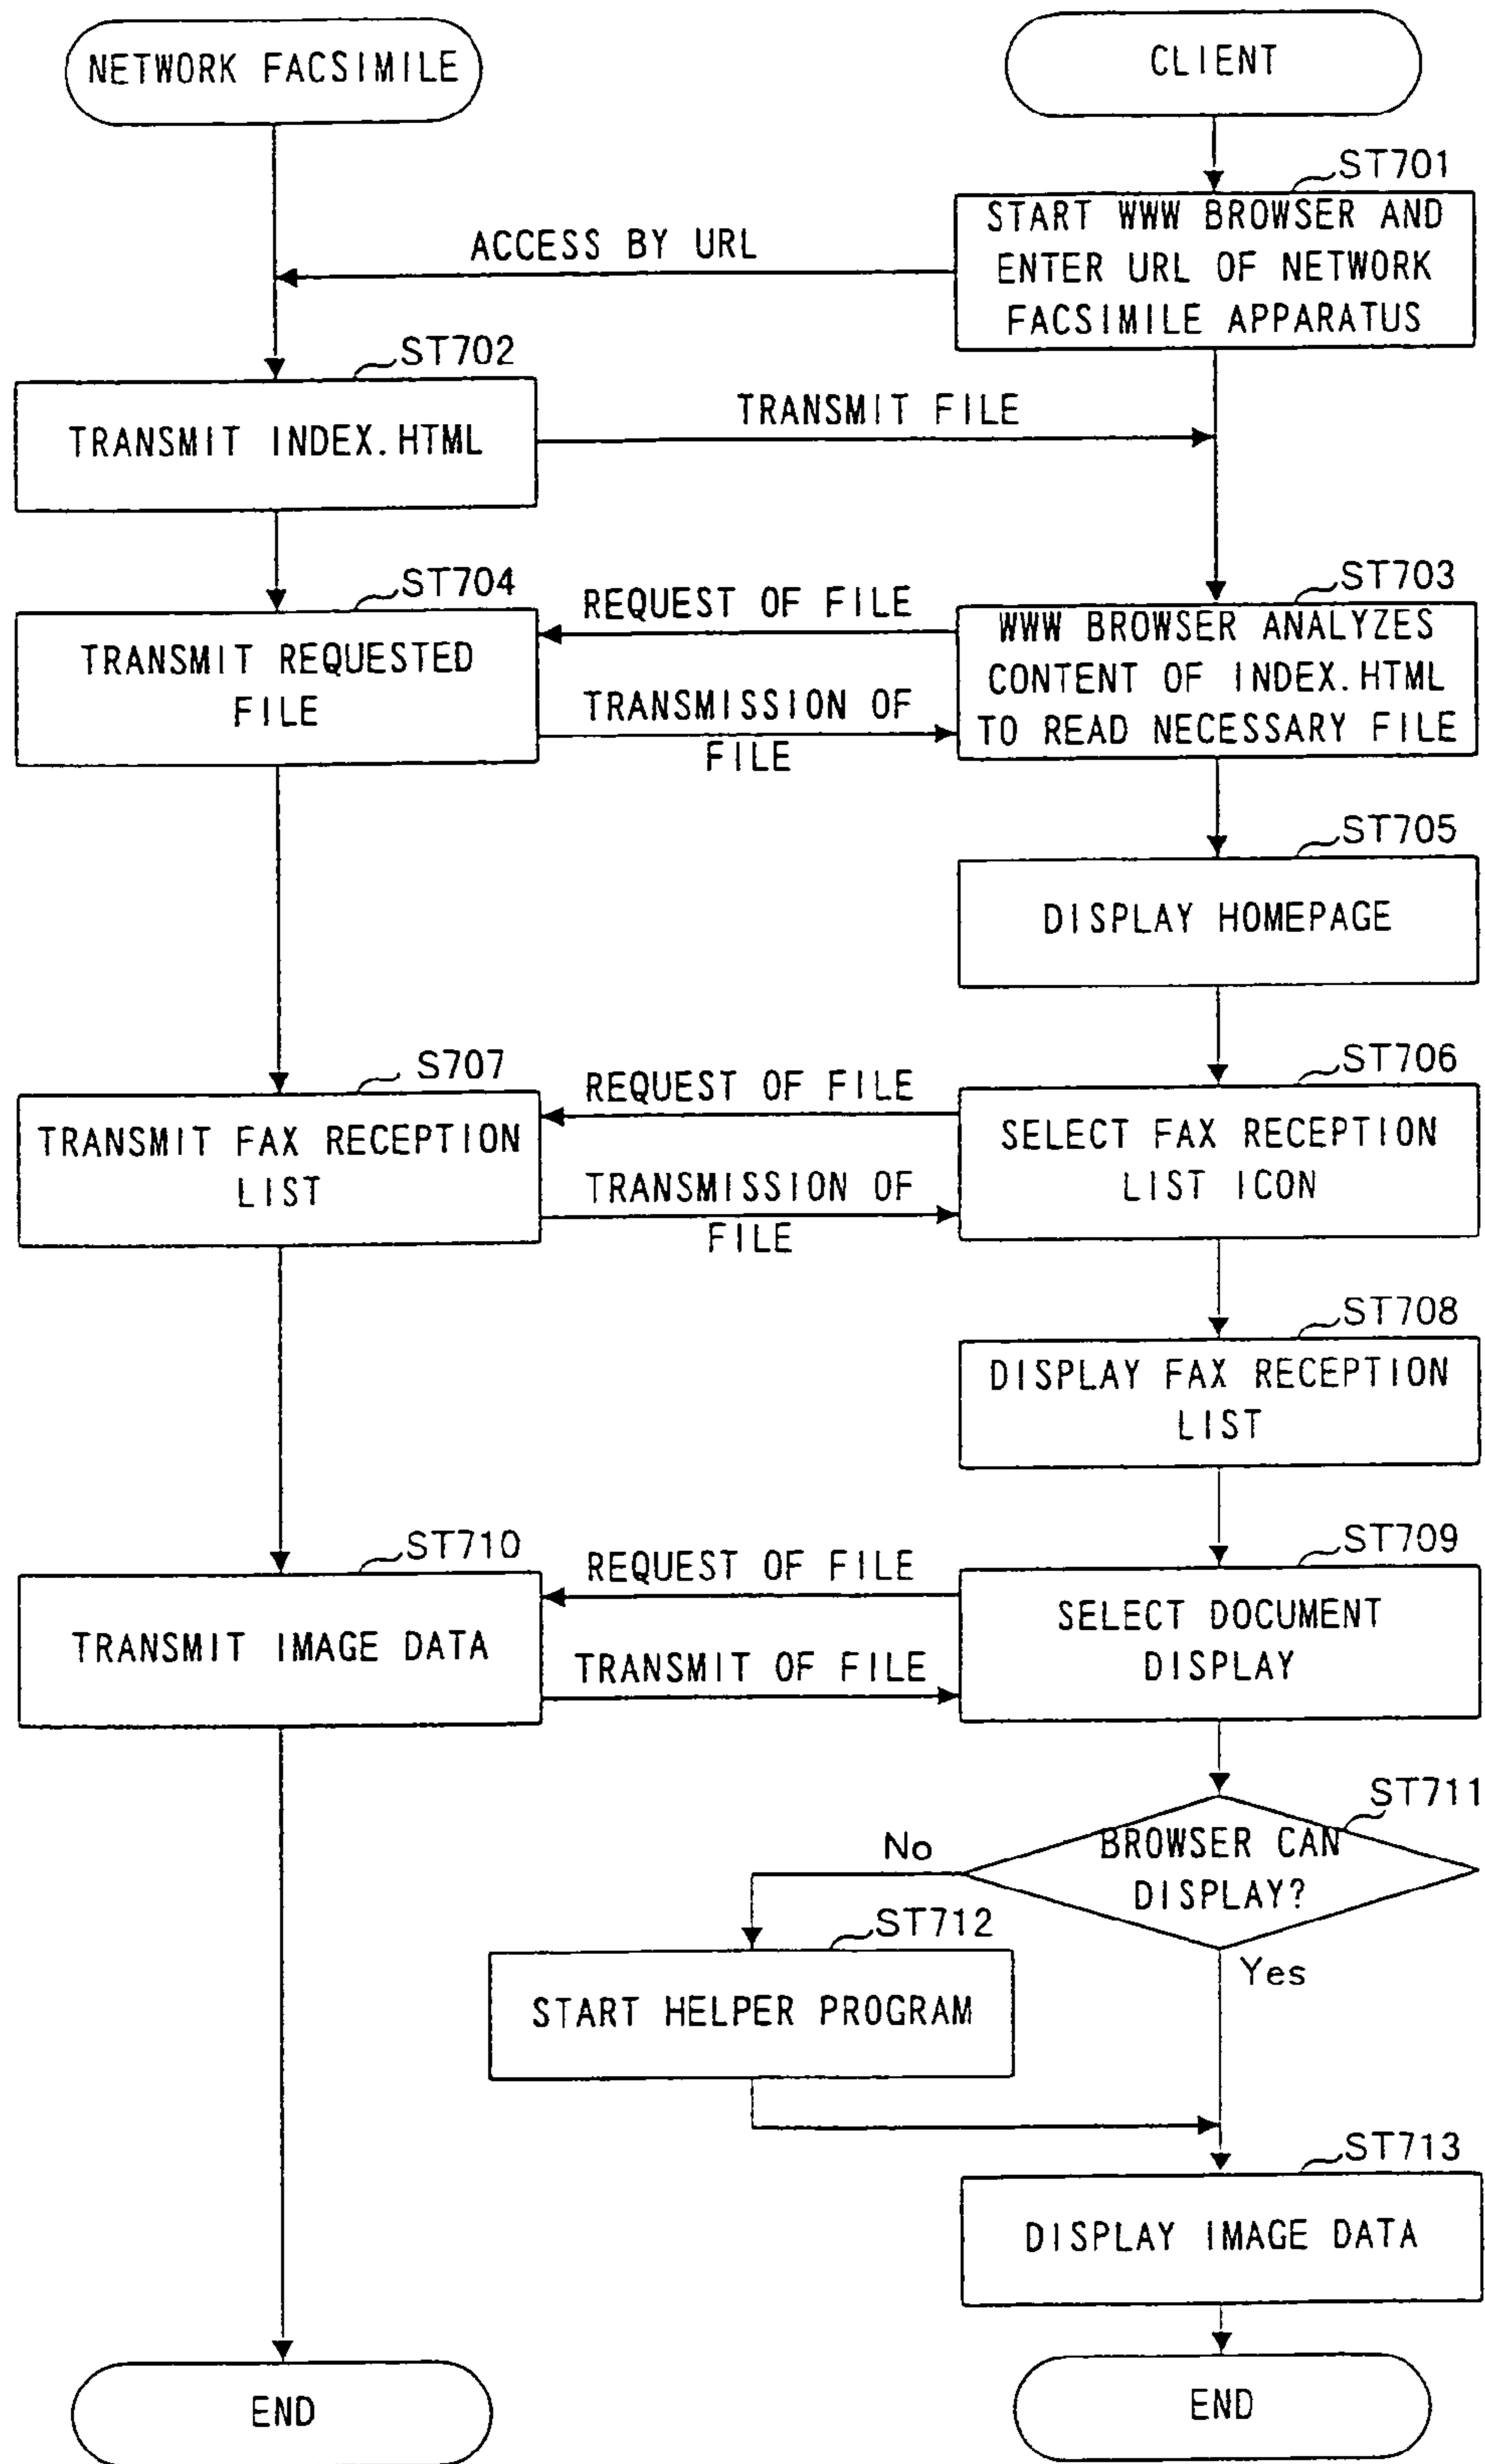 NETWORK FACSIMILE
CLIENT
ST701
START WWW BROWSER AND
ENTER URL OF NETWORK
FACSIMILE APPARATUS
ACCESS BY URL
ST702
TRANSMIT INDEX.HTML
TRANSMIT FILE
ST704
TRANSMIT REQUESTED
FILE
REQUEST OF FILE
TRANSMISSION OF
FILE
ST703
WWW BROWSER ANALYZES
CONTENT OF INDEX.HTML
TO READ NECESSARY FILE
ST705
DISPLAY HOMEPAGE
S707
TRANSMIT FAX RECEPTION
LIST
REQUEST OF FILE
TRANSMISSION OF
FILE
ST706
SELECT FAX RECEPTION
LIST ICON
ST708
DISPLAY FAX RECEPTION
LIST
ST710
TRANSMIT IMAGE DATA
REQUEST OF FILE
TRANSMIT OF FILE
ST709
SELECT DOCUMENT
DISPLAY
ST711
BROWSER CAN
DISPLAY?
No
Yes
ST712
START HELPER PROGRAM
ST713
DISPLAY IMAGE DATA
END
END